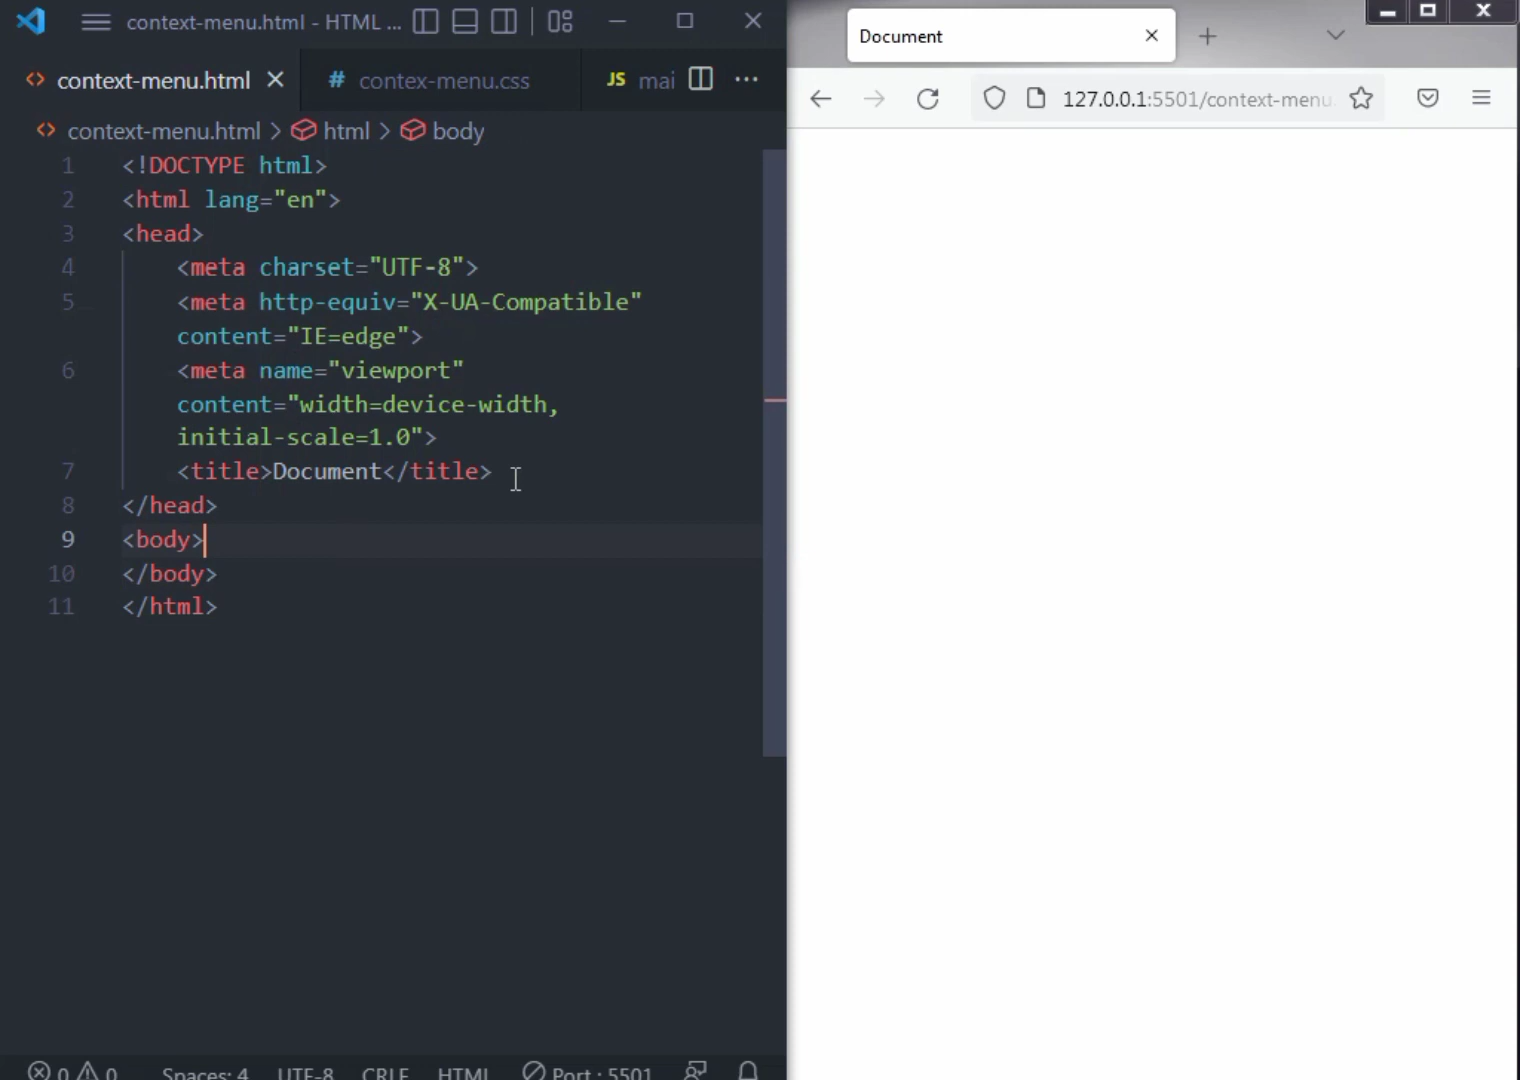 context-menu.html - HTML ...
context-menu.html
# contex-menu.css
JS mai
context-menu.html > html > body
1 <!DOCTYPE html>
2 <html lang="en">
3 <head>
4 <meta charset="UTF-8">
5 <meta http-equiv="X-UA-Compatible"
content="IE=edge">
6 <meta name="viewport"
content="width=device-width,
initial-scale=1.0">
7 <title>Document</title>
8 </head>
9 <body>
10 </body>
11 </html>
0 0 Spaces: 4 UTF-8 CRLF HTML Port : 5501
Document
127.0.0.1:5501/context-menu.